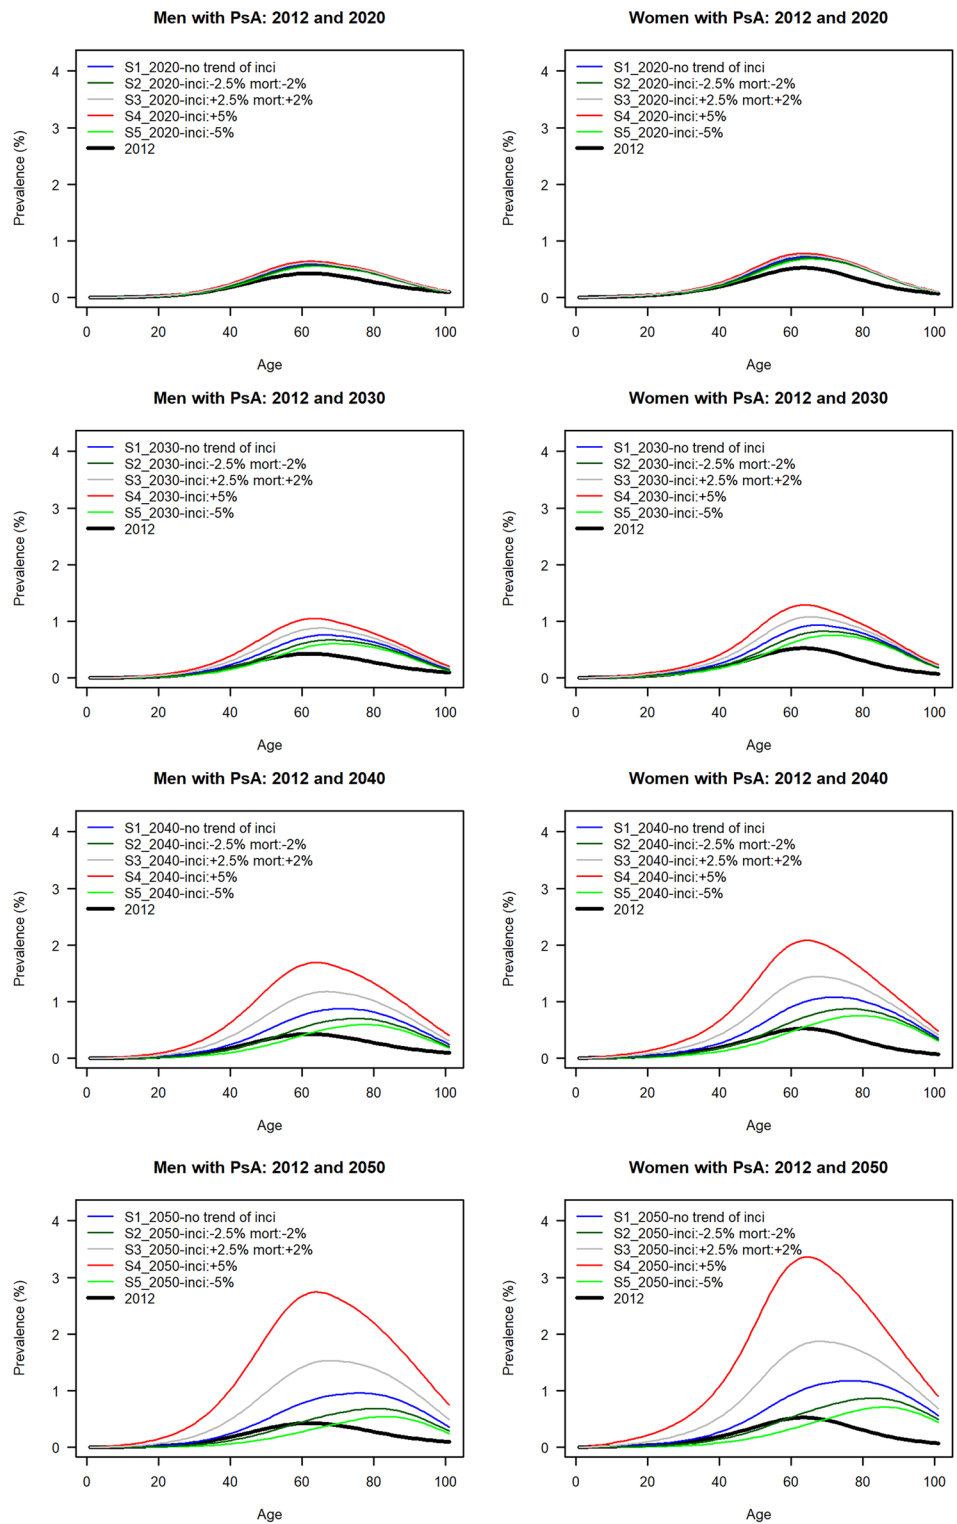 Men with PsA: 2012 and 2020
Prevalence (%)
4
3
2
1
0
S1_2020-no trend of inci
S2_2020-inci:-2.5% mort:-2%
S3_2020-inci:+2.5% mort:+2%
S4_2020-inci:+5%
S5_2020-inci:-5%
2012
0 20 40 60 80 100
Age
Women with PsA: 2012 and 2020
Prevalence (%)
4
3
2
1
0
S1_2020-no trend of inci
S2_2020-inci:-2.5% mort:-2%
S3_2020-inci:+2.5% mort:+2%
S4_2020-inci:+5%
S5_2020-inci:-5%
2012
0 20 40 60 80 100
Age
Men with PsA: 2012 and 2030
Prevalence (%)
4
3
2
1
0
S1_2030-no trend of inci
S2_2030-inci:-2.5% mort:-2%
S3_2030-inci:+2.5% mort:+2%
S4_2030-inci:+5%
S5_2030-inci:-5%
2012
0 20 40 60 80 100
Age
Women with PsA: 2012 and 2030
Prevalence (%)
4
3
2
1
0
S1_2030-no trend of inci
S2_2030-inci:-2.5% mort:-2%
S3_2030-inci:+2.5% mort:+2%
S4_2030-inci:+5%
S5_2030-inci:-5%
2012
0 20 40 60 80 100
Age
Men with PsA: 2012 and 2040
Prevalence (%)
4
3
2
1
0
S1_2040-no trend of inci
S2_2040-inci:-2.5% mort:-2%
S3_2040-inci:+2.5% mort:+2%
S4_2040-inci:+5%
S5_2040-inci:-5%
2012
0 20 40 60 80 100
Age
Women with PsA: 2012 and 2040
Prevalence (%)
4
3
2
1
0
S1_2040-no trend of inci
S2_2040-inci:-2.5% mort:-2%
S3_2040-inci:+2.5% mort:+2%
S4_2040-inci:+5%
S5_2040-inci:-5%
2012
0 20 40 60 80 100
Age
Men with PsA: 2012 and 2050
Prevalence (%)
4
3
2
1
0
S1_2050-no trend of inci
S2_2050-inci:-2.5% mort:-2%
S3_2050-inci:+2.5% mort:+2%
S4_2050-inci:+5%
S5_2050-inci:-5%
2012
0 20 40 60 80 100
Age
Women with PsA: 2012 and 2050
Prevalence (%)
4
3
2
1
0
S1_2050-no trend of inci
S2_2050-inci:-2.5% mort:-2%
S3_2050-inci:+2.5% mort:+2%
S4_2050-inci:+5%
S5_2050-inci:-5%
2012
0 20 40 60 80 100
Age